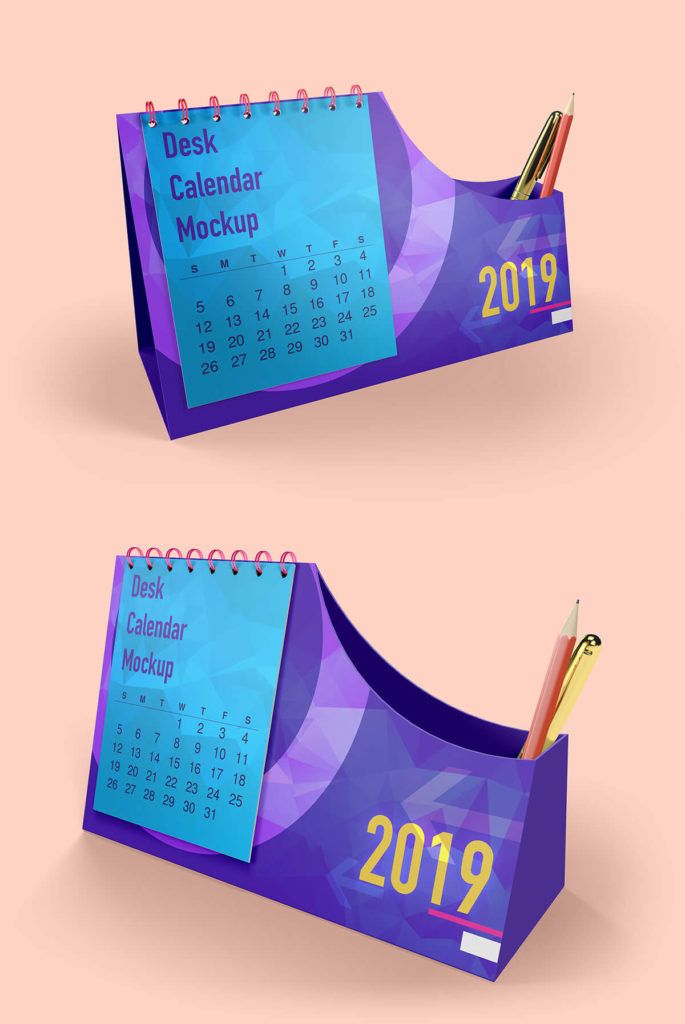 Desk
Calendar
Mockup
S M T W T F S
1 2 3 4
5 6 7 8 9 10 11
12 13 14 15 16 17 18
19 20 21 22 23 24 25
26 27 28 29 30 31
2019
Desk
Calendar
Mockup
S M T W T F S
1 2 3 4
5 6 7 8 9 10 11
12 13 14 15 16 17 18
19 20 21 22 23 24 25
26 27 28 29 30 31
2019